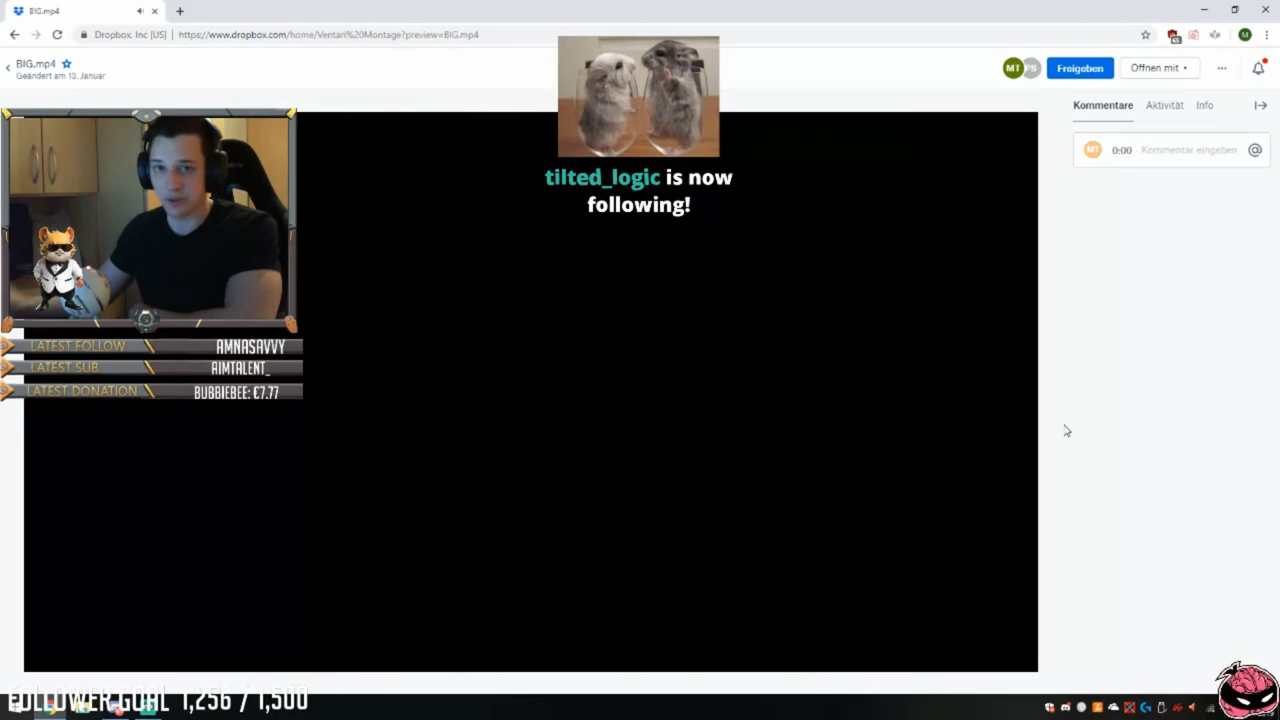 BIG.mp4
Dropbox, Inc [US] | https://www.dropbox.com/home/Ventari%20Montage?preview=BIG.mp4
BIG.mp4
Geändert am 13. Januar
MT PS Freigeben Öffnen mit
Kommentare Aktivität Info
MT 0:00 Kommentar eingeben @
tilted_logic is now
following!
LATEST FOLLOW AMNASAVVY
LATEST SUB AIMTALENT_
LATEST DONATION BUBBIEBEE: €7.77
FOLLOWER GOAL 1,256 / 1,500